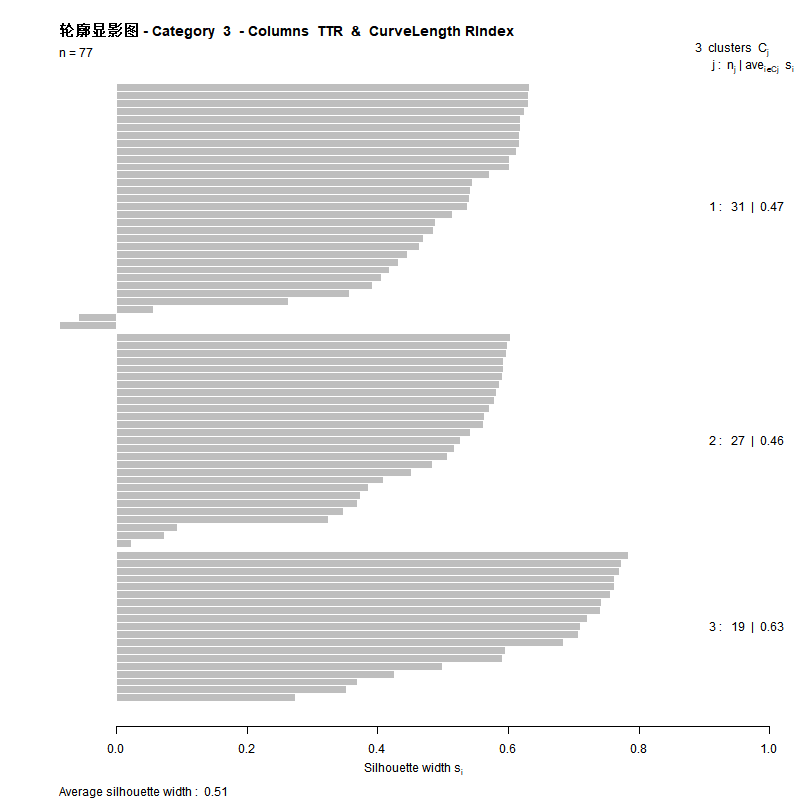 轮廓显影图 - Category 3 - Columns TTR & CurveLength RIndex
n = 77
3 clusters Cj
j : nj | avei∈Cj si
1 : 31 | 0.47
2 : 27 | 0.46
3 : 19 | 0.63
0.0 0.2 0.4 0.6 0.8 1.0
Silhouette width si
Average silhouette width : 0.51